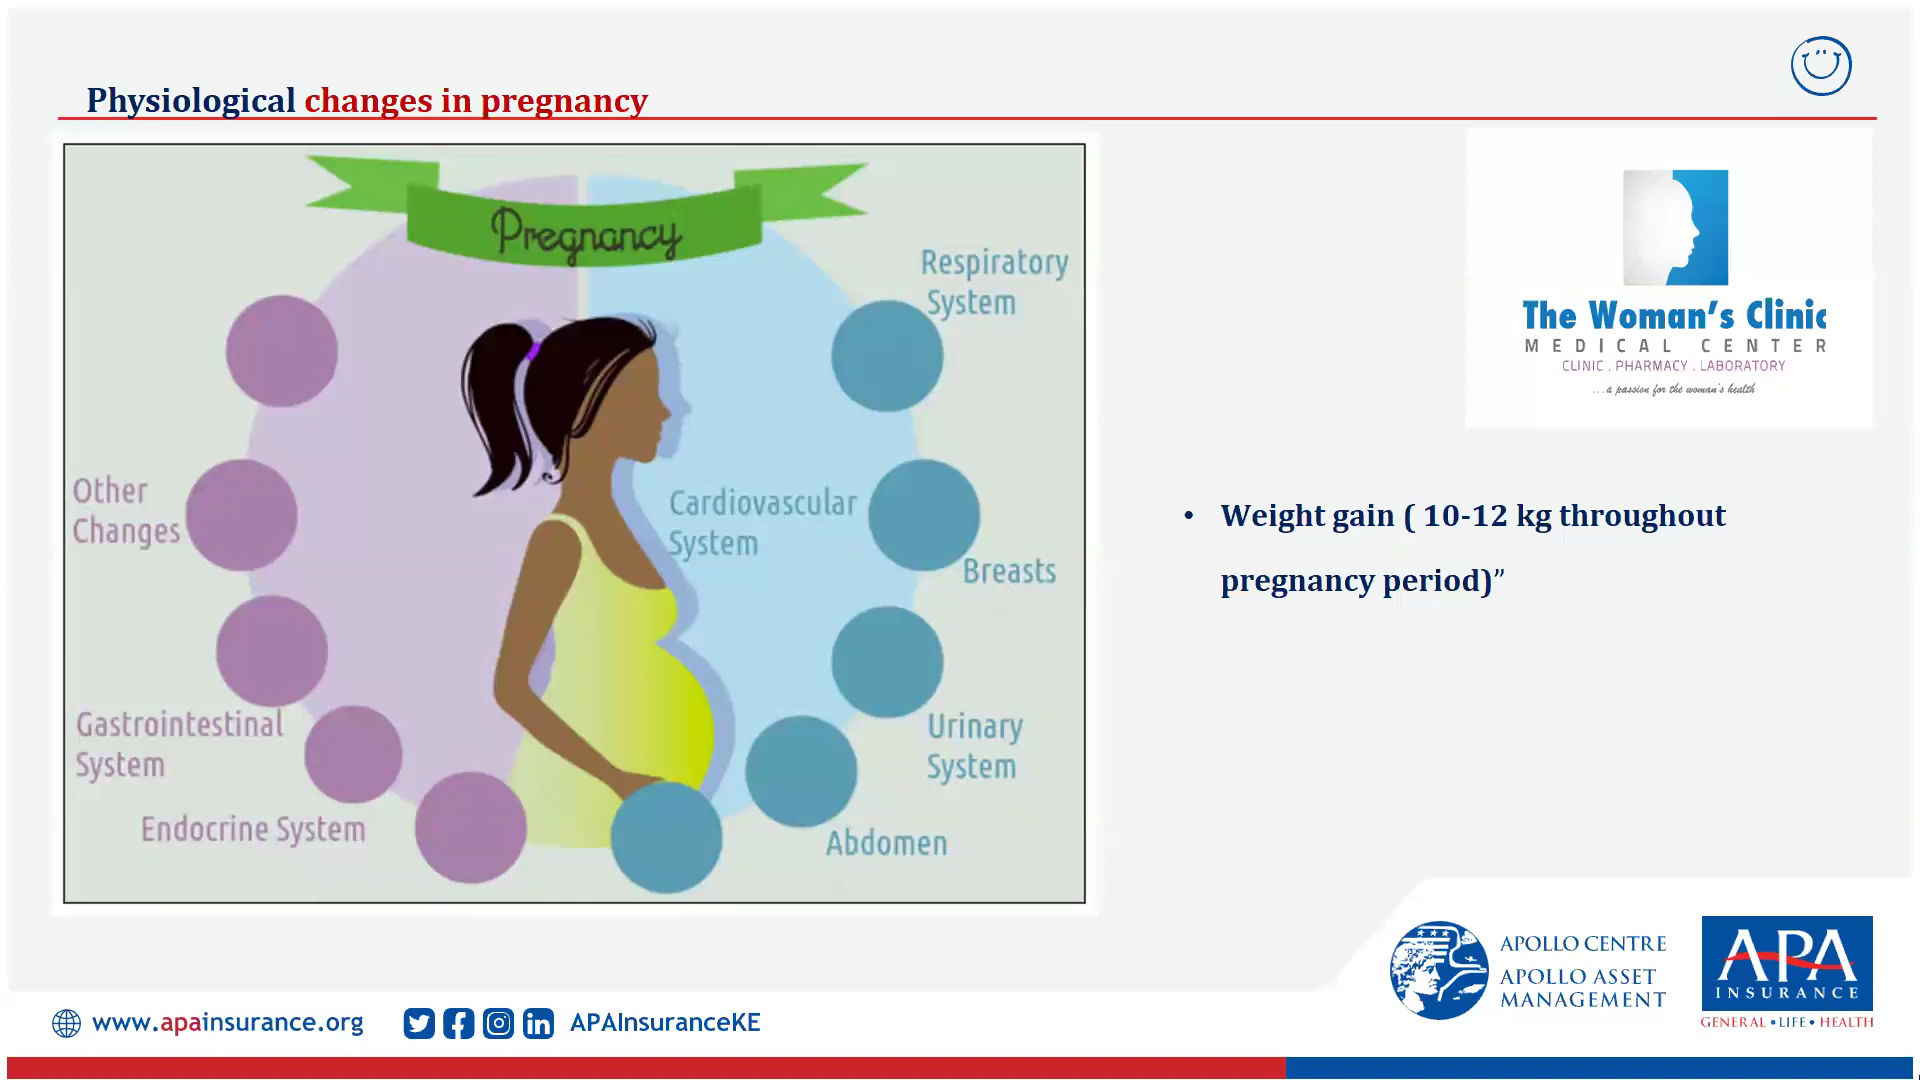 Physiological changes in pregnancy
Pregnancy
Respiratory
System
Other
Changes
Cardiovascular
System
Breasts
Gastrointestinal
System
Urinary
System
Endocrine System
Abdomen
The Woman's Clinic
MEDICAL CENTER
CLINIC . PHARMACY . LABORATORY
...a passion for the woman's health
• Weight gain ( 10-12 kg throughout
pregnancy period)”
APOLLO CENTRE
APOLLO ASSET
MANAGEMENT
APA
INSURANCE
GENERAL • LIFE • HEALTH
www.apainsurance.org
APAInsuranceKE